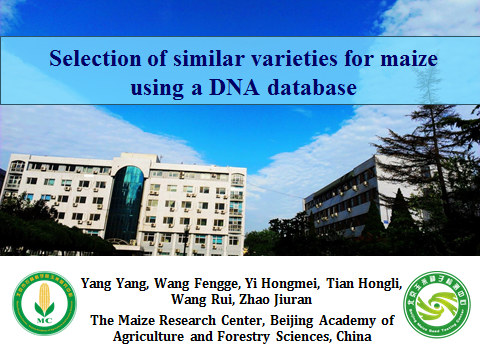 Selection of similar varieties for maize
using a DNA database
Yang Yang, Wang Fengge, Yi Hongmei, Tian Hongli,
Wang Rui, Zhao Jiuran
The Maize Research Center, Beijing Academy of
Agriculture and Forestry Sciences, China
MC